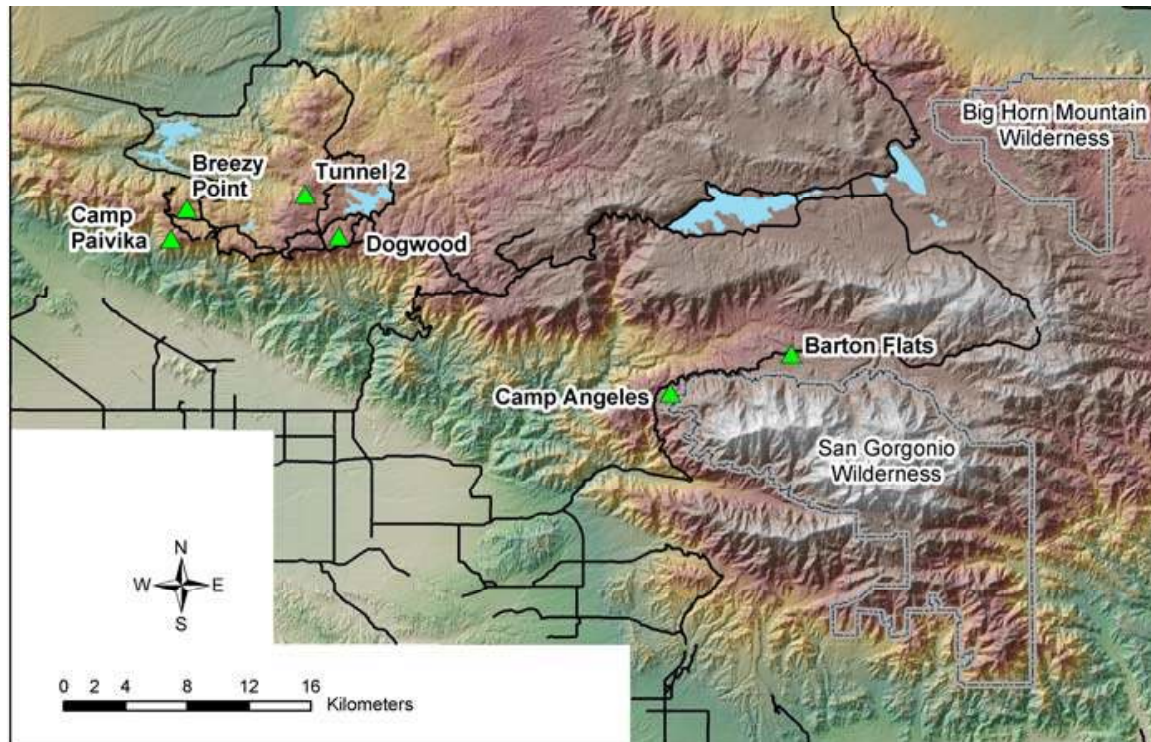 Big Horn Mountain
Wilderness
Breezy
Point
Tunnel 2
Camp
Paivika
Dogwood
Barton Flats
Camp Angeles
San Gorgonio
Wilderness
N
W E
S
0 2 4 8 12 16
Kilometers